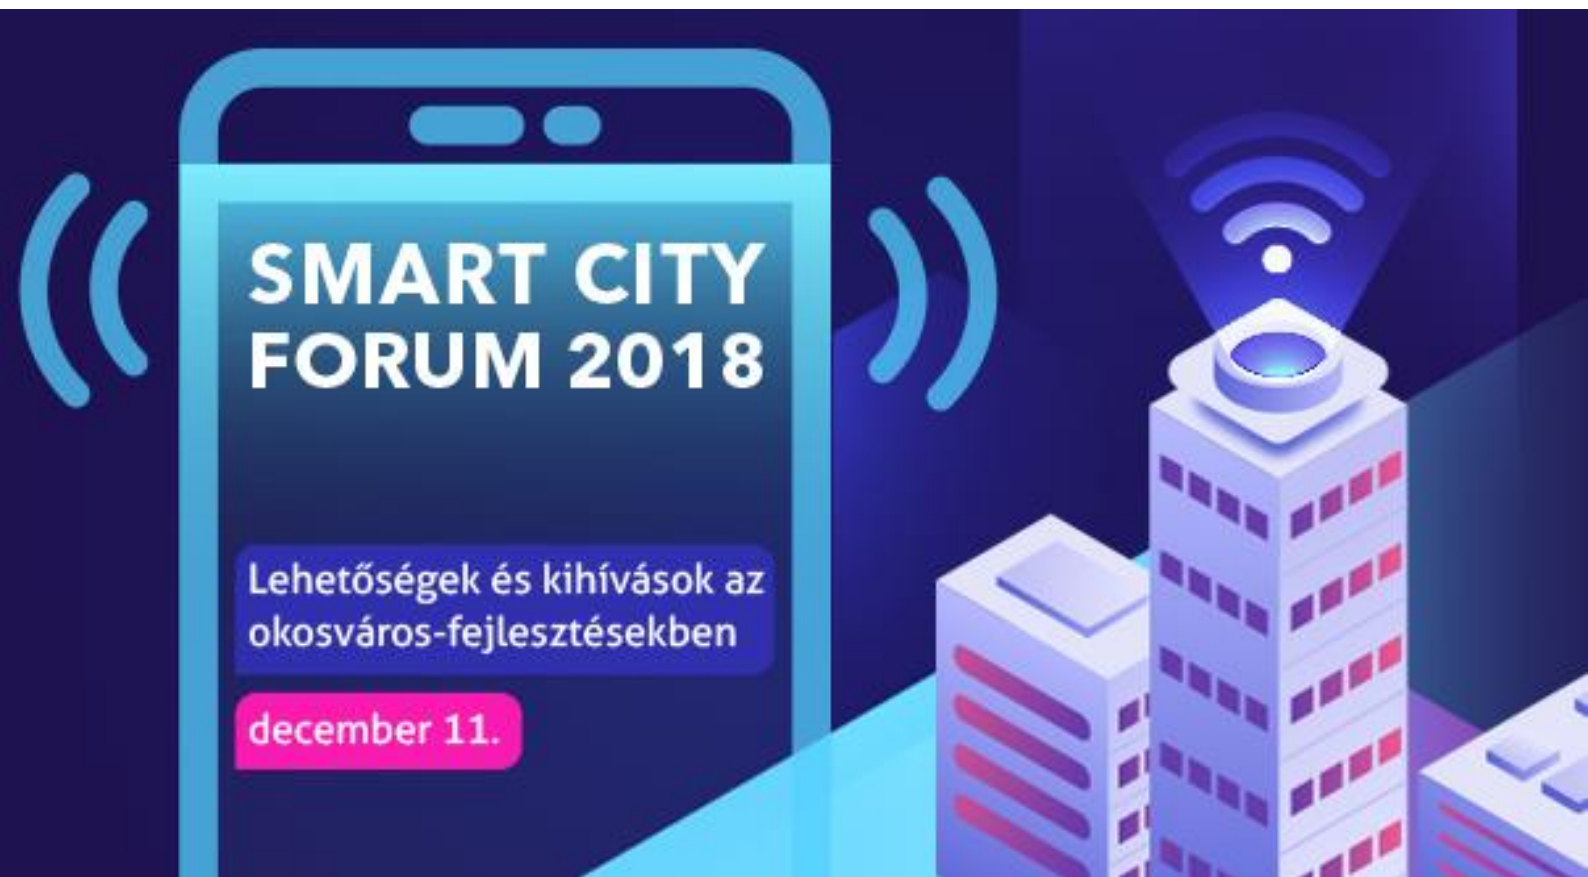 SMART CITY
FORUM 2018
Lehetőségek és kihívások az
okosváros-fejlesztésekben
december 11.